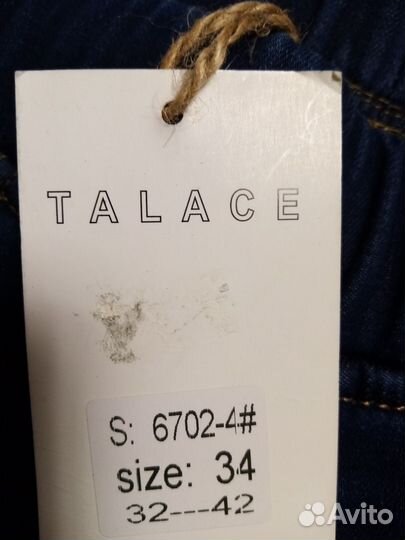 TALACE
S: 6702-4#
size: 34
32---42
Avito